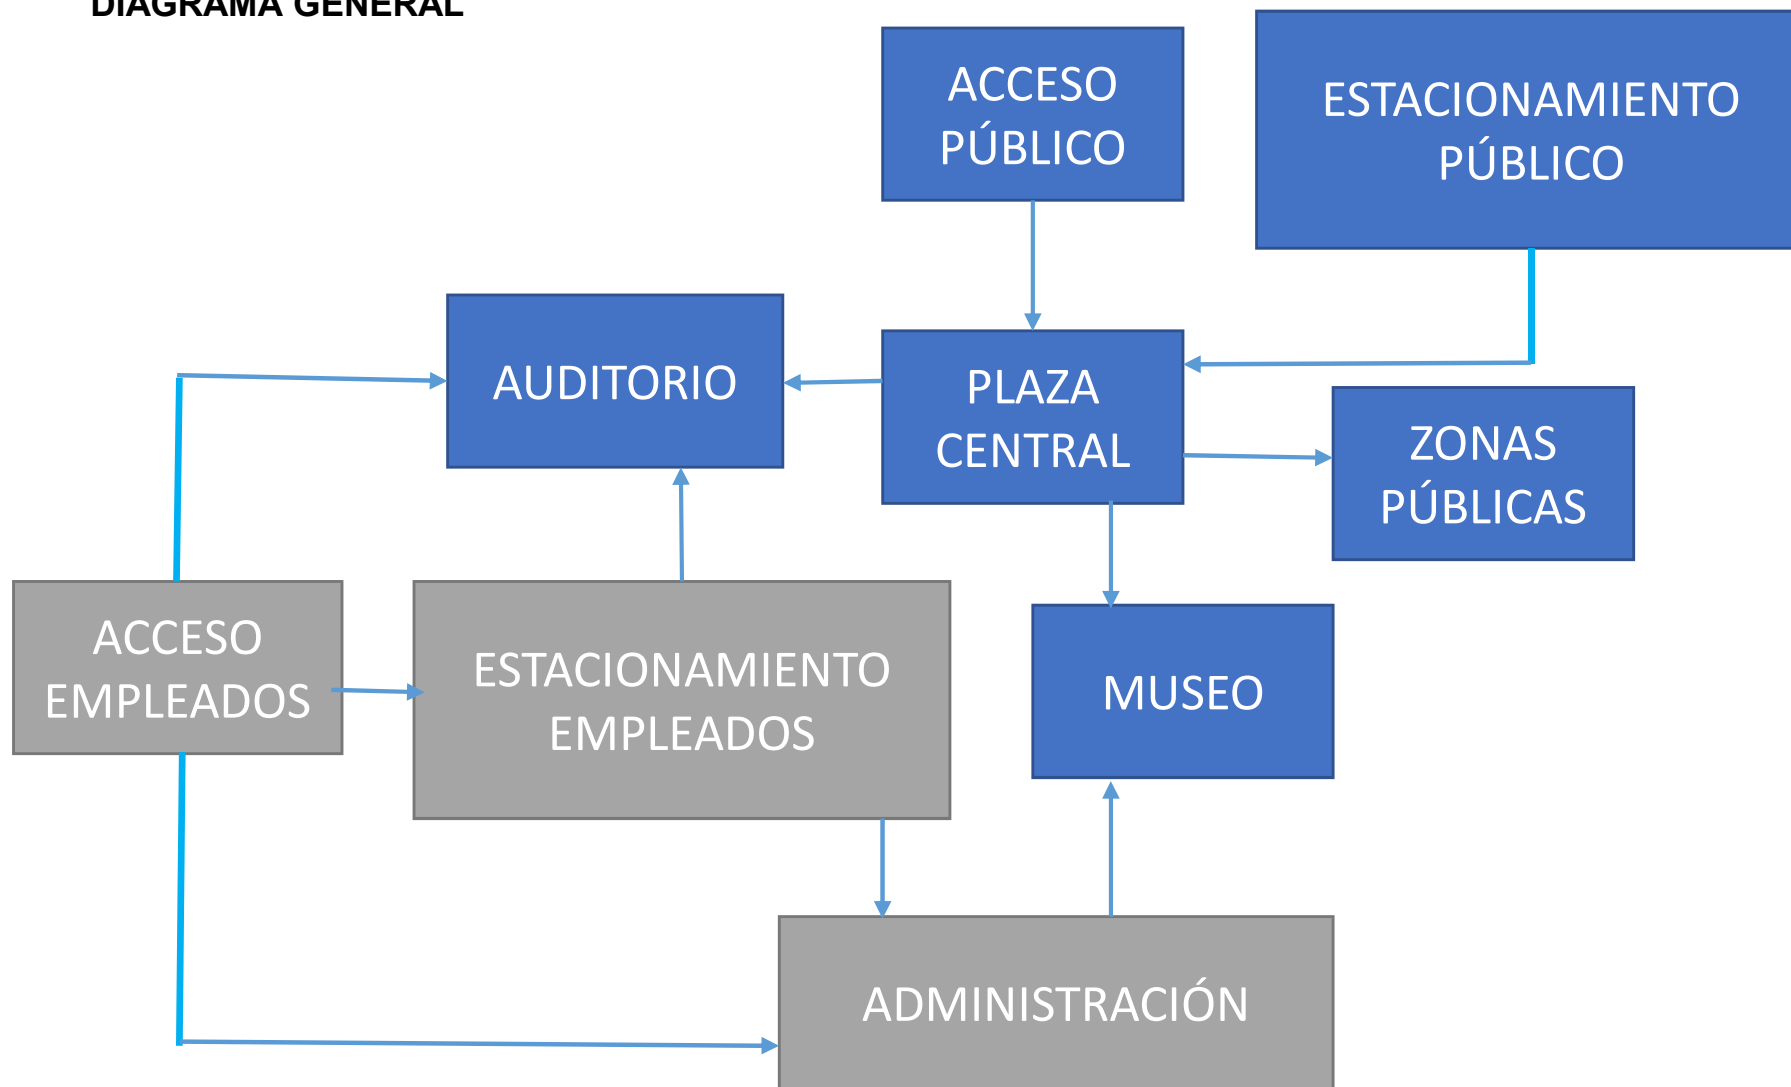 DIAGRAMA GENERAL
ACCESO
PÚBLICO
ESTACIONAMIENTO
PÚBLICO
AUDITORIO
PLAZA
CENTRAL
ZONAS
PÚBLICAS
ACCESO
EMPLEADOS
ESTACIONAMIENTO
EMPLEADOS
MUSEO
ADMINISTRACIÓN